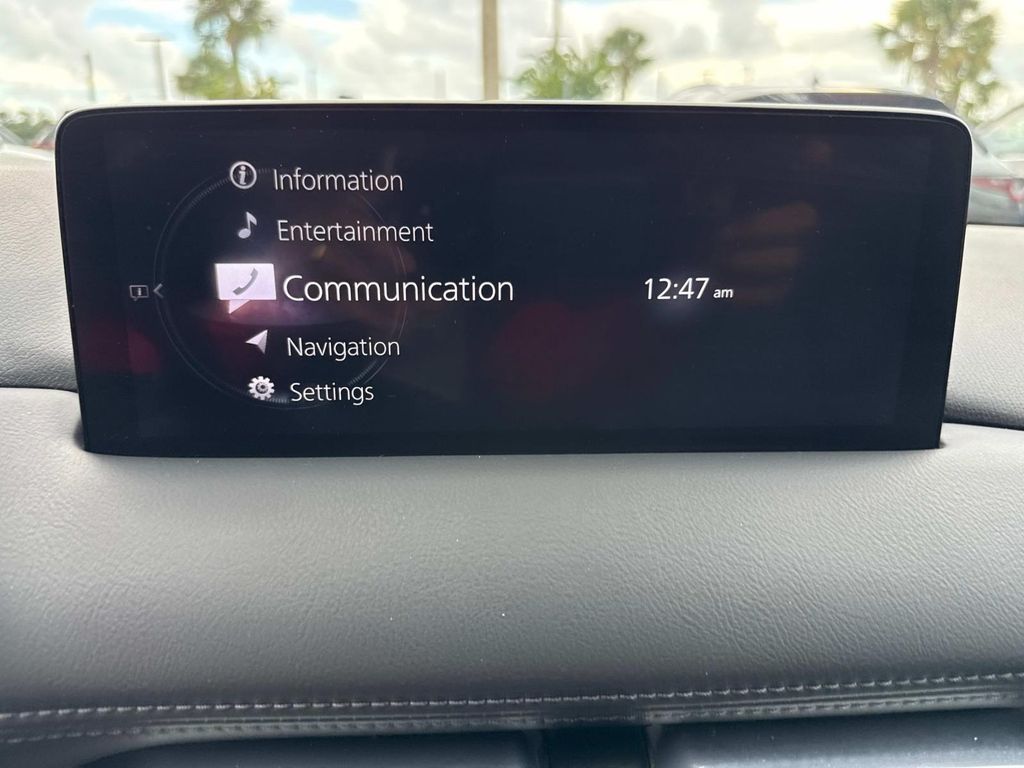 Information
Entertainment
Communication
12:47 am
Navigation
Settings